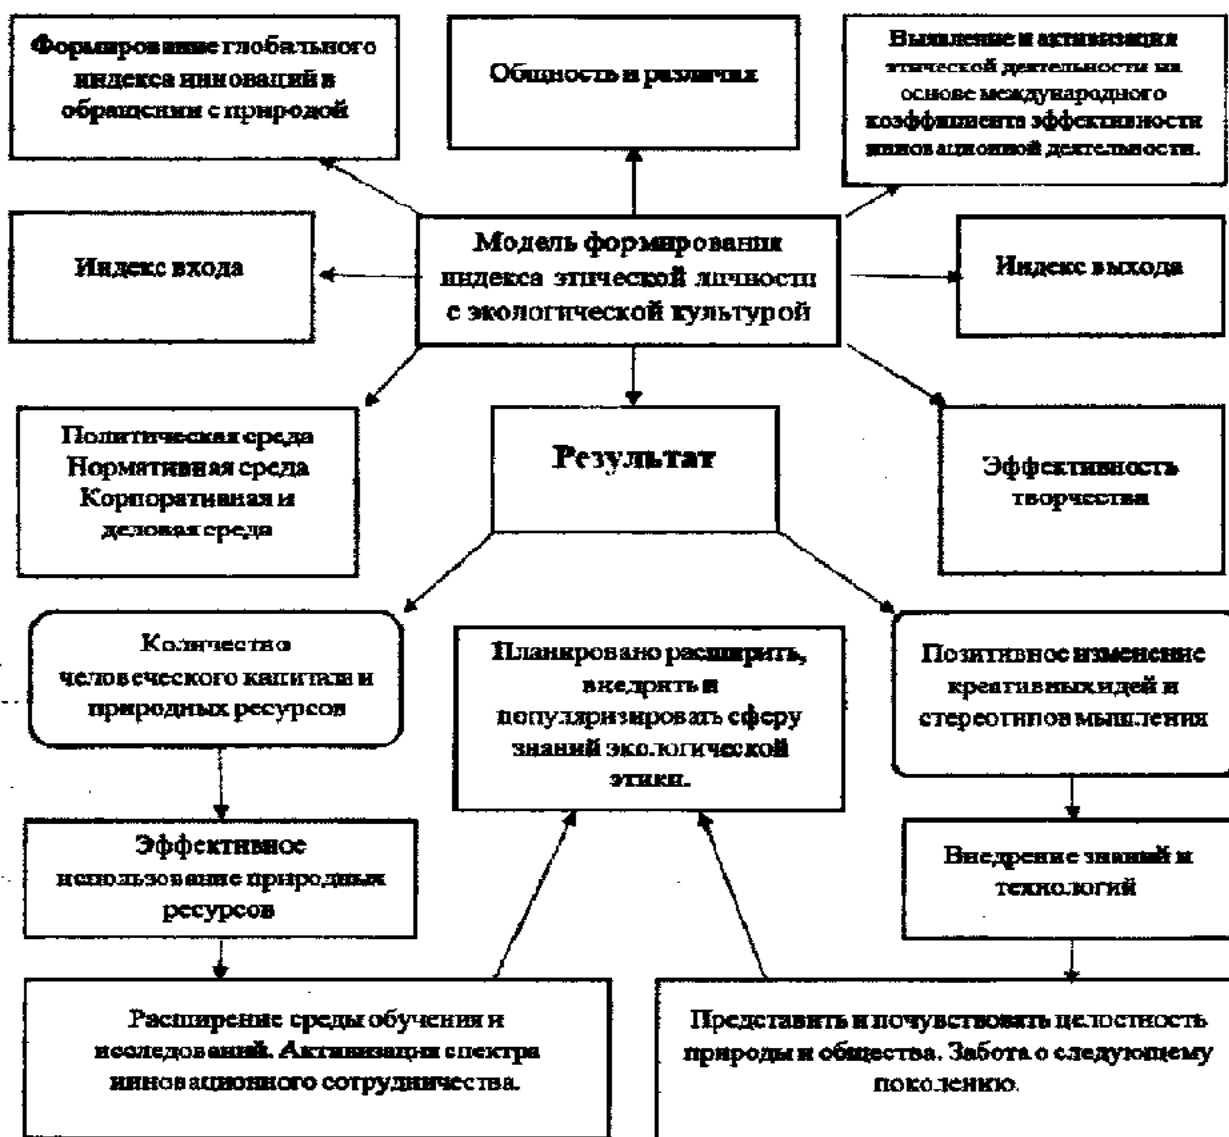 Формирование глобального
индекса инноваций в
обращении с природой
Общность и различия
Выявление и активизация
этической деятельности на
основе международного
коэффициента эффективности
инновационной деятельности.
Индекс входа
Модель формирования
индекса этической личности
с экологической культурой
Индекс выхода
Политическая среда
Нормативная среда
Корпоративная и
деловая среда
Результат
Эффективность
творчества
Количество
человеческого капитала и
природных ресурсов
Планировано расширить,
внедрять и
популяризировать сферу
знаний экологической
этики.
Позитивное изменение
креативных идей и
стереотипов мышления
Эффективное
использование природных
ресурсов
Внедрение знаний и
технологий
Расширение среды обучения и
исследований. Активизация спектра
инновационного сотрудничества.
Представить и почувствовать целостность
природы и общества. Забота о следующему
поколению.